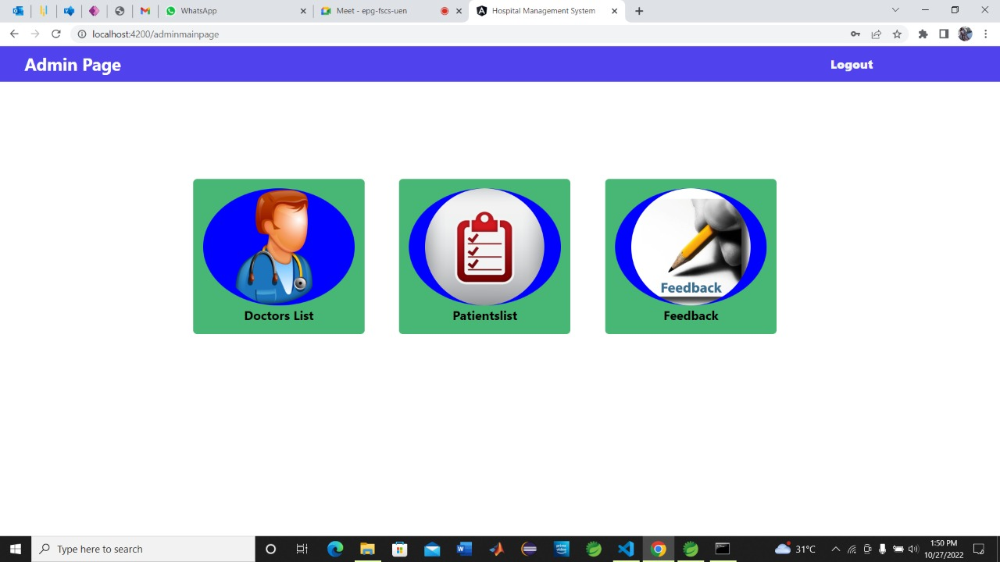 WhatsApp
Meet - epg-fscs-uen
Hospital Management System
localhost:4200/adminmainpage
Admin Page
Logout
Feedback
Doctors List
Patientslist
Feedback
Type here to search
31°C
1:50 PM
10/27/2022